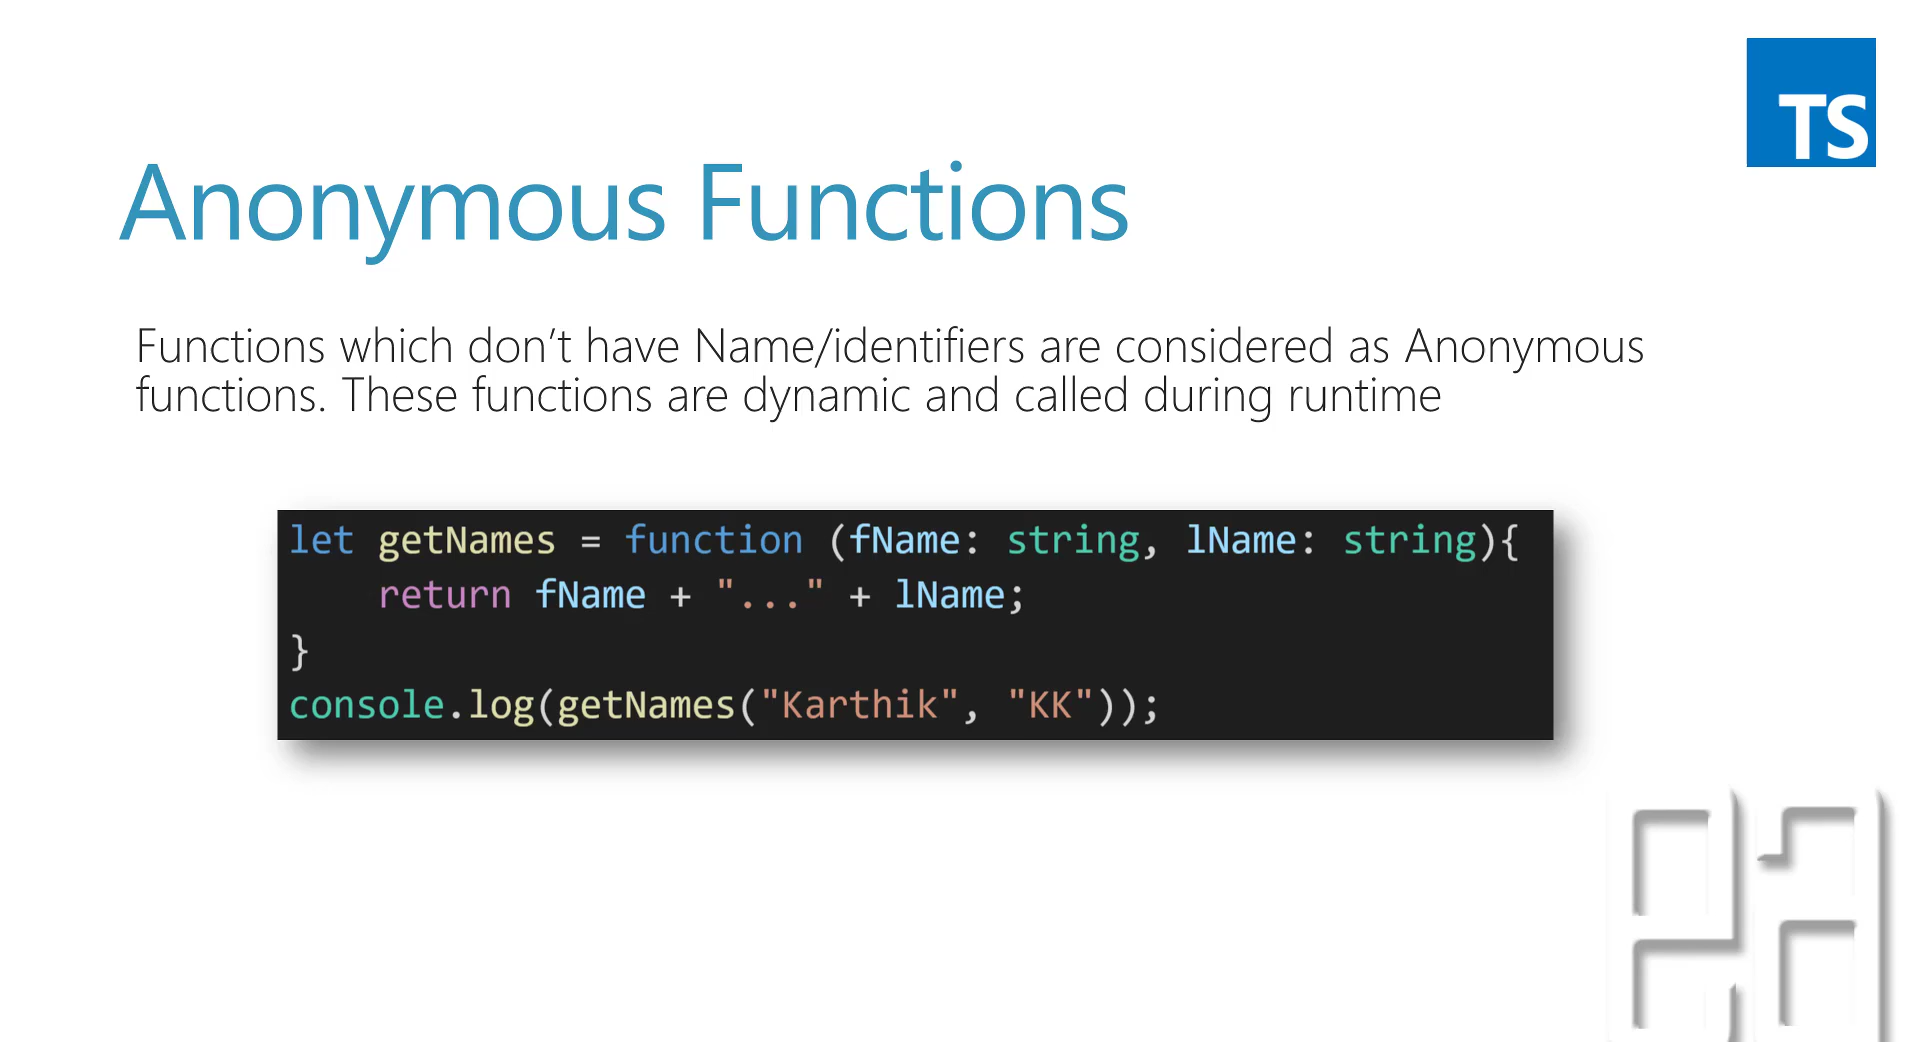 TS
Anonymous Functions
Functions which don’t have Name/identifiers are considered as Anonymous
functions. These functions are dynamic and called during runtime
let getNames = function (fName: string, lName: string){
    return fName + "..." + lName;
}
console.log(getNames("Karthik", "KK"));